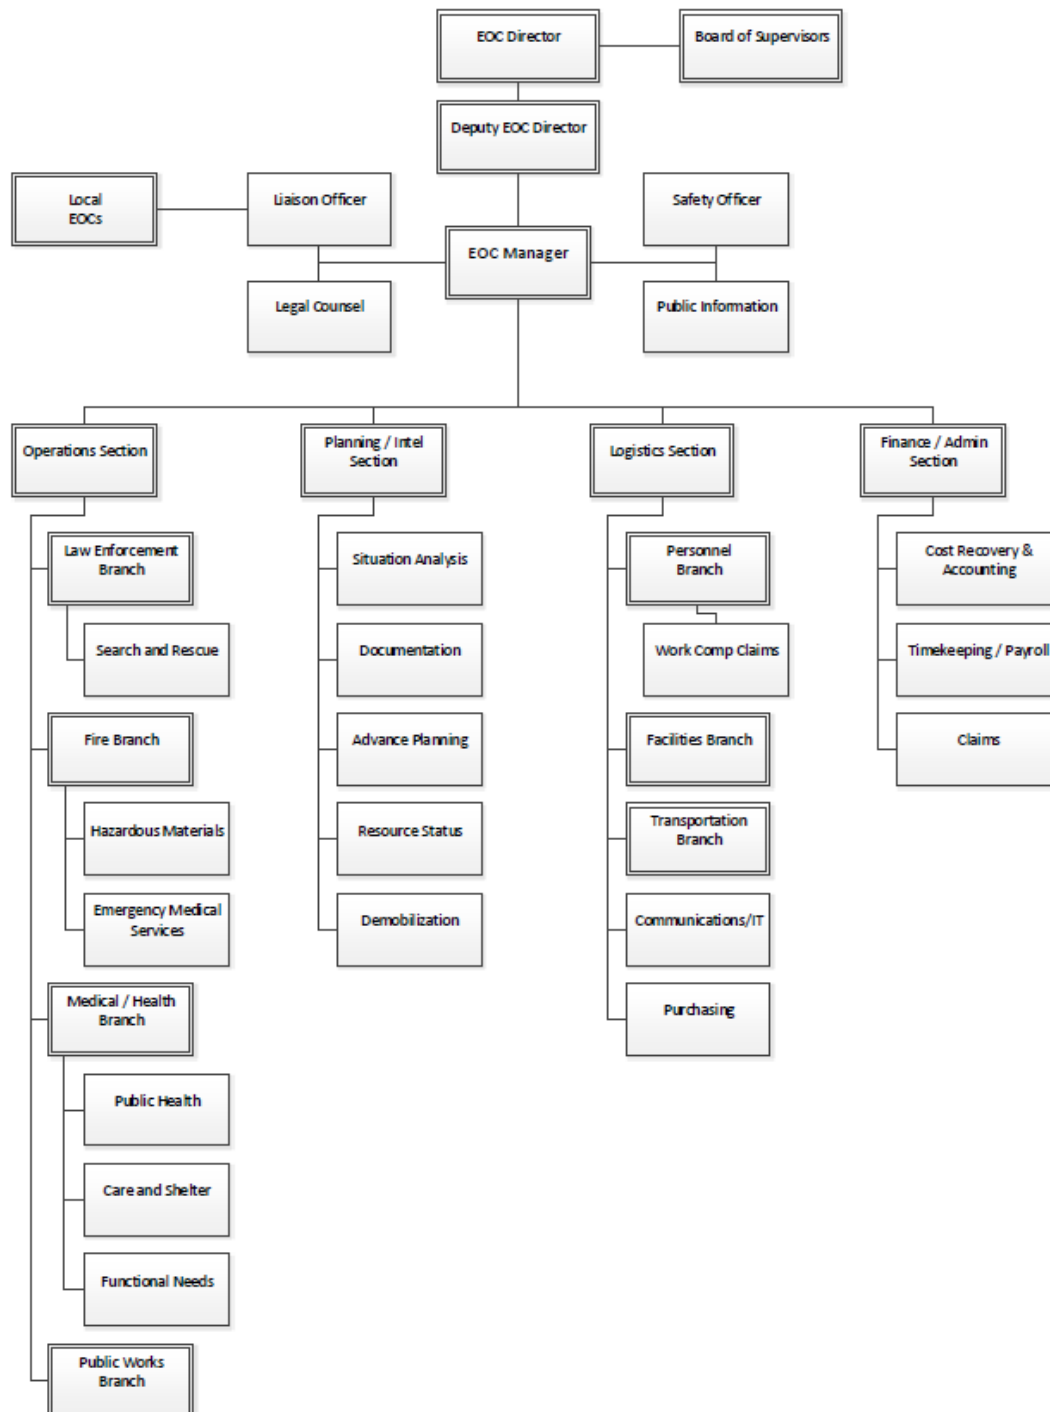 EOC Director
Board of Supervisors
Deputy EOC Director
Local
EOCs
Liaison Officer
Safety Officer
EOC Manager
Legal Counsel
Public Information
Operations Section
Planning / Intel
Section
Logistics Section
Finance / Admin
Section
Law Enforcement
Branch
Search and Rescue
Fire Branch
Hazardous Materials
Emergency Medical
Services
Medical / Health
Branch
Public Health
Care and Shelter
Functional Needs
Public Works
Branch
Situation Analysis
Documentation
Advance Planning
Resource Status
Demobilization
Personnel
Branch
Work Comp Claims
Facilities Branch
Transportation
Branch
Communications/IT
Purchasing
Cost Recovery &
Accounting
Timekeeping / Payroll
Claims